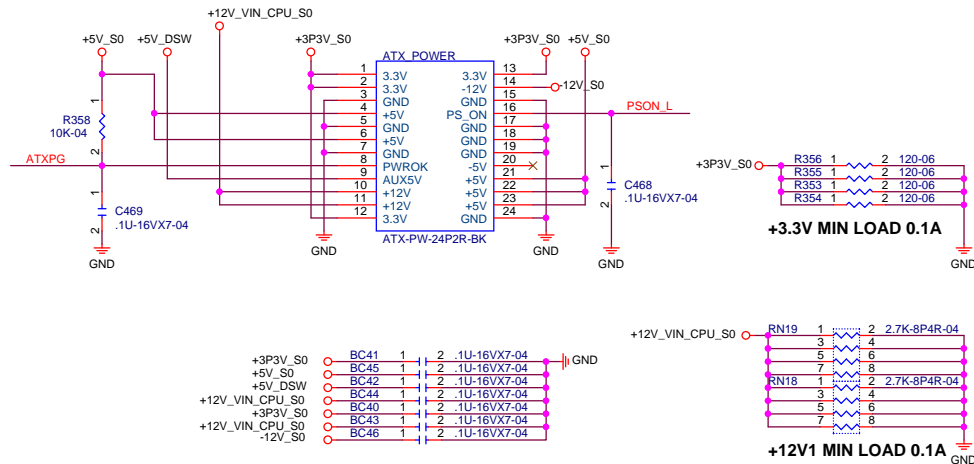 +12V_VIN_CPU_S0
+5V_S0
+5V_DSW
+3P3V_S0
+3P3V_S0
+5V_S0
ATX_POWER
1 3.3V 3.3V 13
2 3.3V -12V 14 -12V_S0
3 GND GND 15
4 +5V PS_ON 16 PSON_L
5 GND GND 17
6 +5V GND 18
7 GND GND 19
8 PWROK -5V 20
9 AUX5V +5V 21
10 +12V +5V 22
11 +12V +5V 23
12 3.3V GND 24
ATX-PW-24P2R-BK
1
R358
10K-04
2
ATXPG
1
C469
.1U-16VX7-04
2
GND
GND
GND
1
C468
.1U-16VX7-04
2
GND
+3P3V_S0
R356 1 2 120-06
R355 1 2 120-06
R353 1 2 120-06
R354 1 2 120-06
+3.3V MIN LOAD 0.1A
GND
+3P3V_S0 BC41 1 2 .1U-16VX7-04 GND
+5V_S0 BC45 1 2 .1U-16VX7-04
+5V_DSW BC42 1 2 .1U-16VX7-04
+12V_VIN_CPU_S0 BC44 1 2 .1U-16VX7-04
+3P3V_S0 BC40 1 2 .1U-16VX7-04
+12V_VIN_CPU_S0 BC43 1 2 .1U-16VX7-04
-12V_S0 BC46 1 2 .1U-16VX7-04
+12V_VIN_CPU_S0
RN19 1 2 2.7K-8P4R-04
3 4
5 6
7 8
RN18 1 2 2.7K-8P4R-04
3 4
5 6
7 8
+12V1 MIN LOAD 0.1A
GND